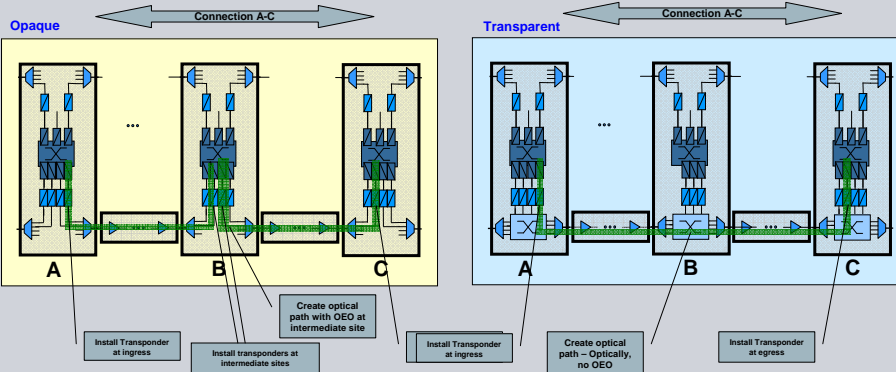 Connection A-C
Connection A-C
Opaque
Transparent
...
...
...
...
...
...
A
B
C
A
B
C
Create optical
path with OEO at
intermediate site
Install Transponder
at ingress
Install transponders at
intermediate sites
Install Transponder
at ingress
Create optical
path – Optically,
no OEO
Install Transponder
at egress